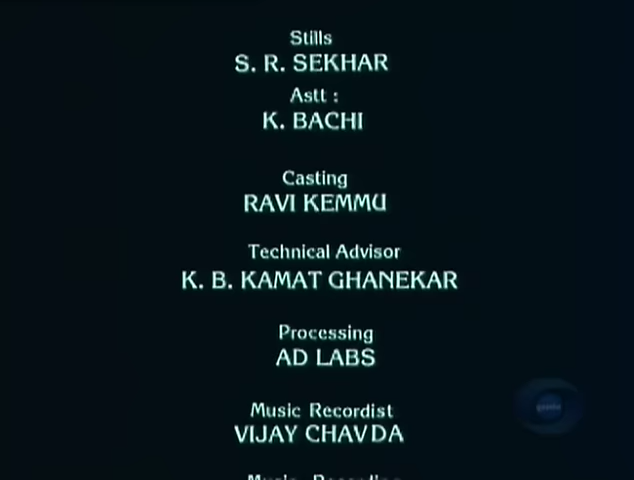 Stills
S. R. SEKHAR
Astt :
K. BACHI
Casting
RAVI KEMMU
Technical Advisor
K. B. KAMAT GHANEKAR
Processing
AD LABS
Music Recordist
VIJAY CHAVDA